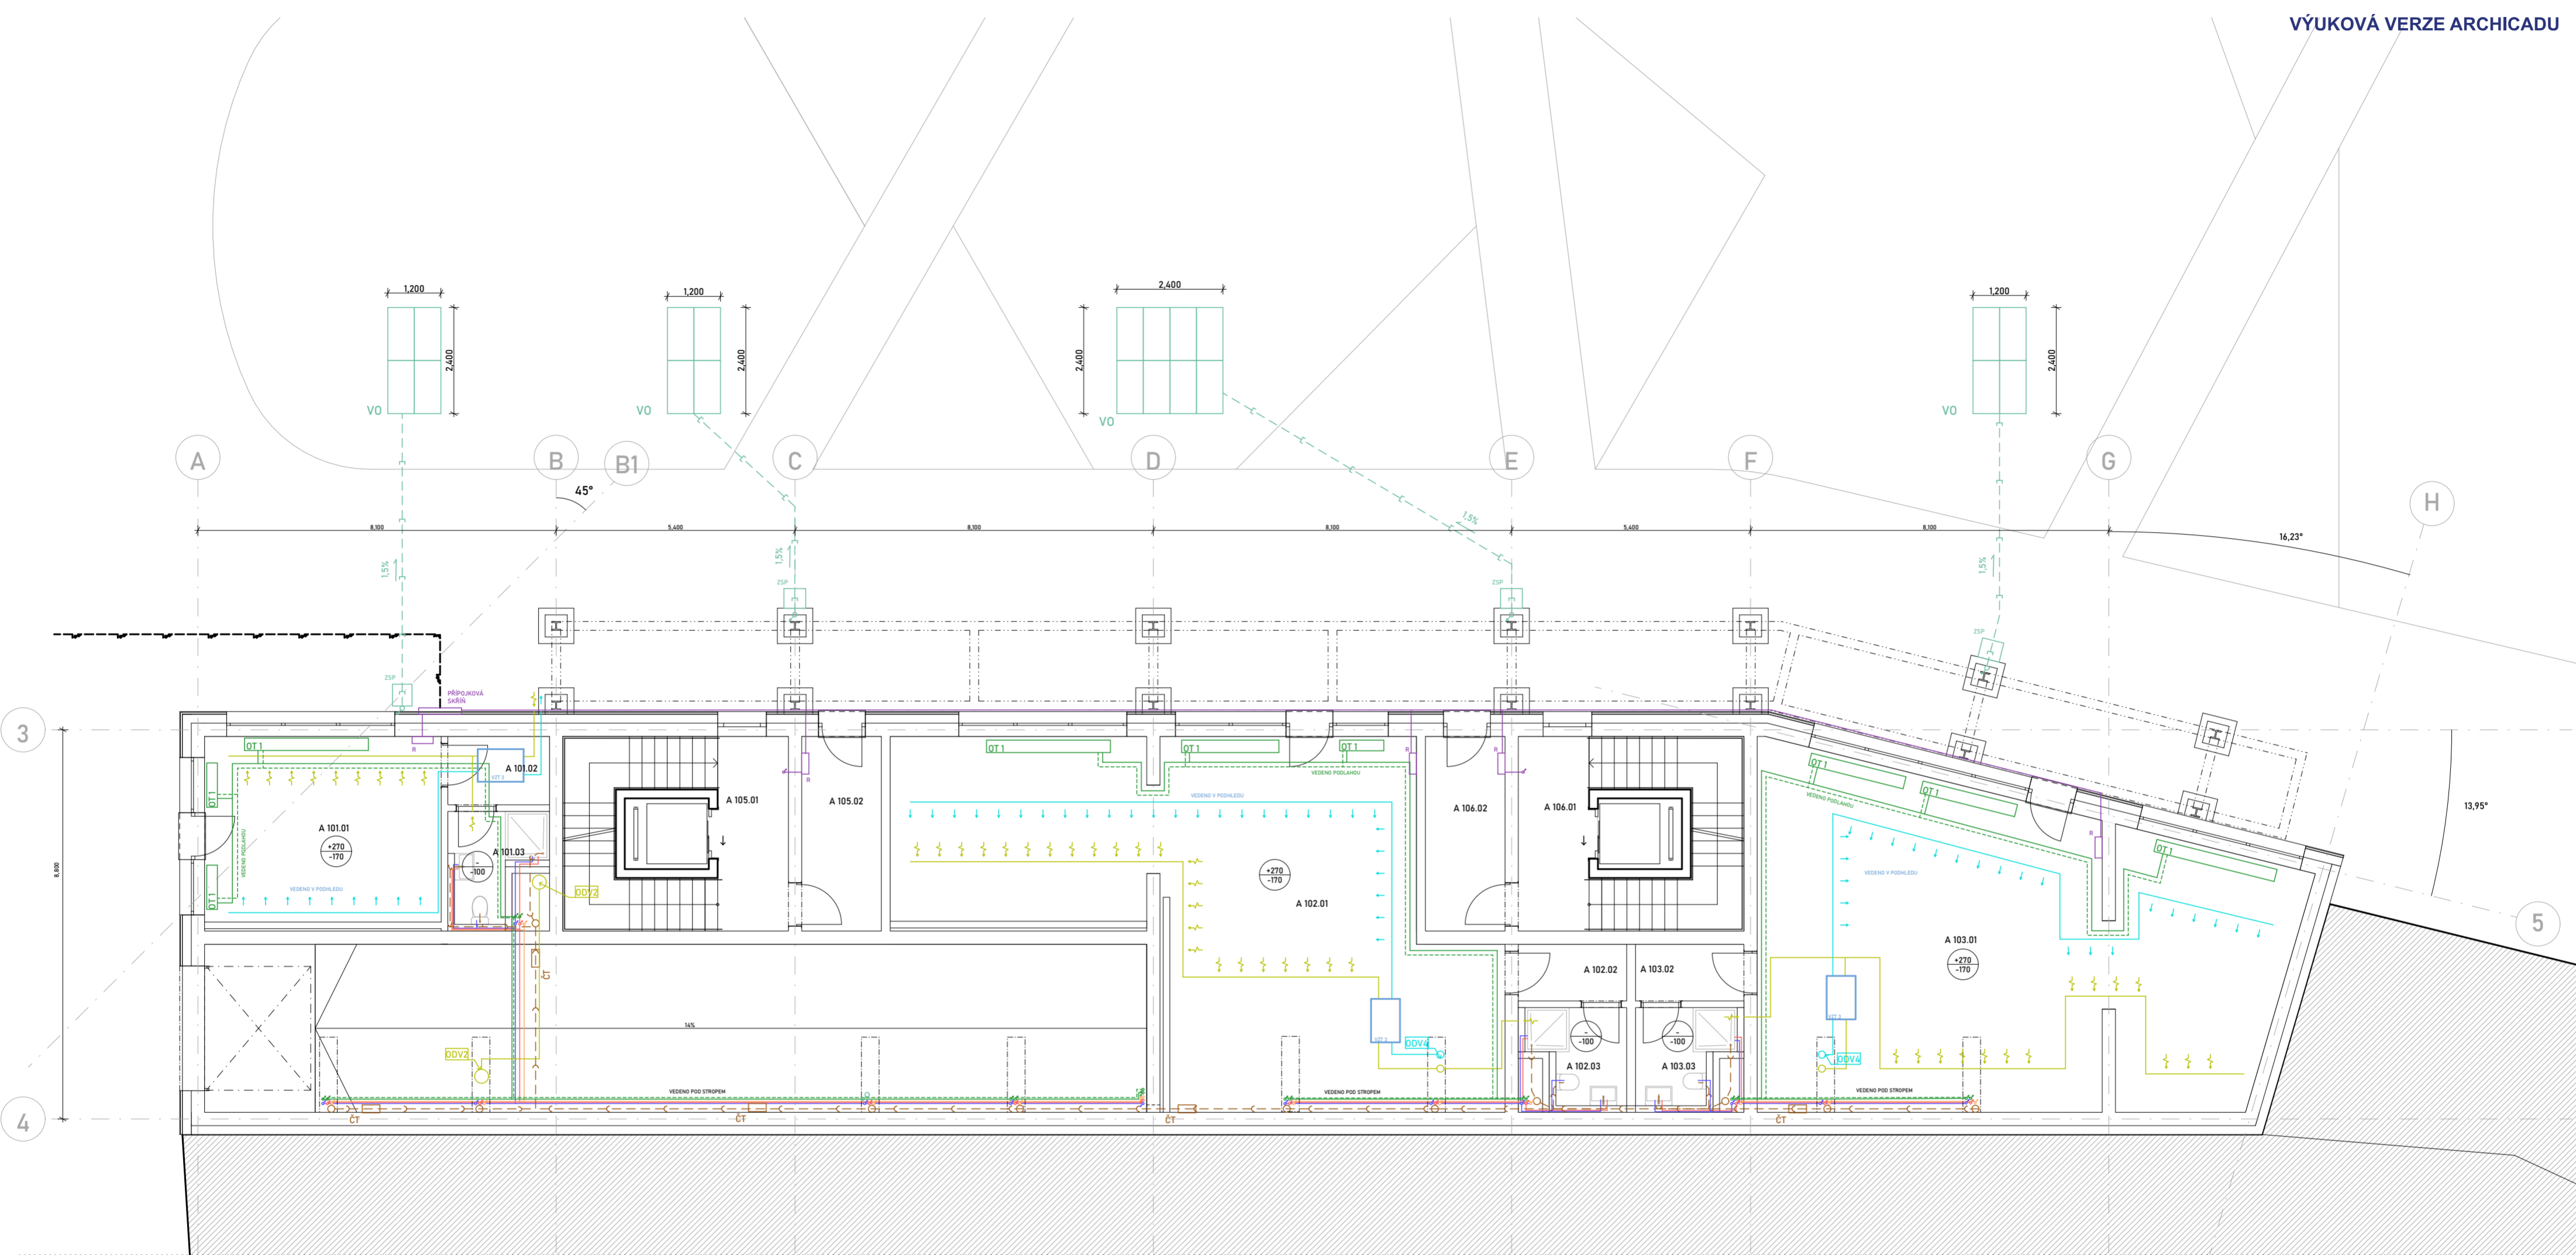 VÝUKOVÁ VERZE ARCHICADU
1,200
1,200
2,400
1,200
2,400
2,400
2,400
2,400
VO
VO
VO
VO
A
B
B1
C
D
E
F
G
H
45°
8,100
5,400
8,100
8,100
5,400
8,100
16,23°
1,5%
1,5%
1,5%
1,5%
ZSP
ZSP
ZSP
ZSP
PŘÍPOJKOVÁ
SKŘÍŇ
3
OT 1
R
A 101.02
VZT 3
OT 1
OT 1
OT 1
OT 1
OT 1
OT 1
OT 1
OT 1
R
R
R
R
VEDENO PODLAHOU
VEDENO PODLAHOU
VEDENO PODLAHOU
VEDENO V PODHLEDU
VEDENO V PODHLEDU
VEDENO V PODHLEDU
A 105.01
A 105.02
A 106.02
A 106.01
13,95°
A 101.01
+270
-170
A 101.03
-
-100
ODV2
+270
-170
A 102.01
8,800
5
A 103.01
+270
-170
A 102.02
A 103.02
ČT
14%
-
-100
-
-100
ODV2
VZT 3
ODV4
VZT 3
ODV4
A 102.03
A 103.03
VEDENO POD STROPEM
VEDENO POD STROPEM
VEDENO POD STROPEM
4
ČT
ČT
ČT
ČT